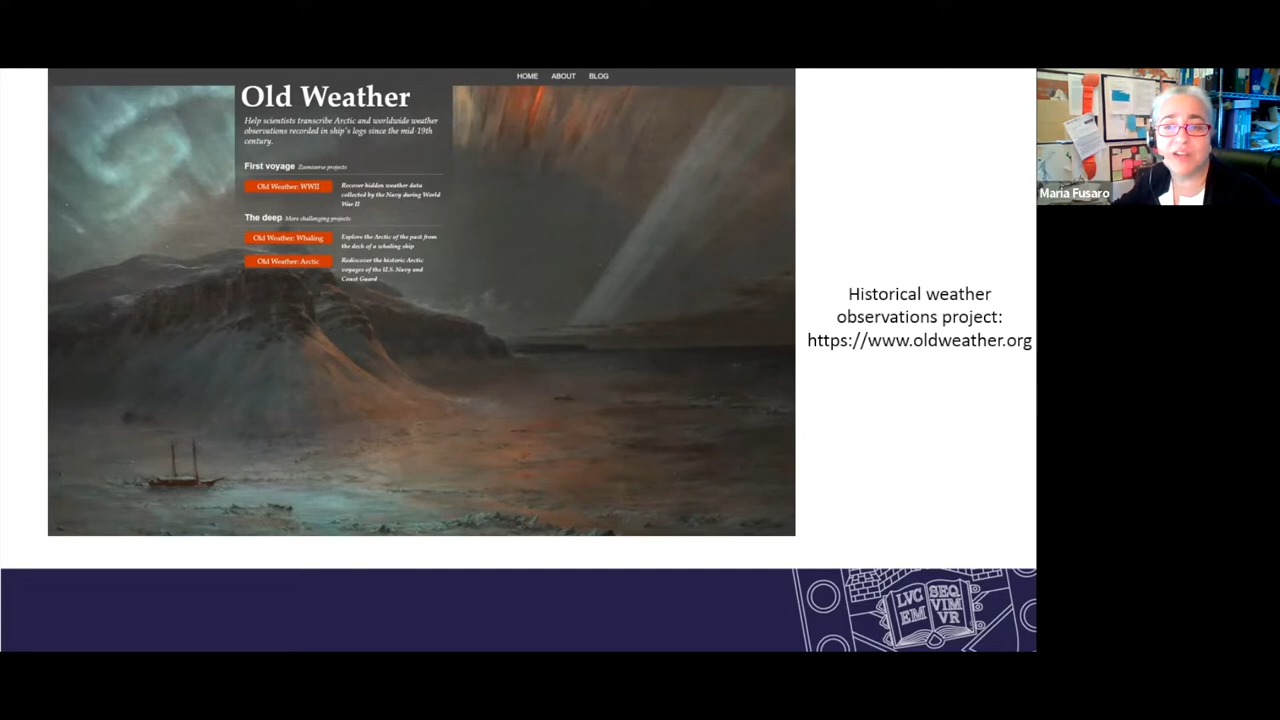 HOME ABOUT BLOG
Old Weather
Help scientists transcribe Arctic and worldwide weather
observations recorded in ship's logs since the mid-19th
century.
First voyage Zooniverse projects
Old Weather: WWII
Recover hidden weather data
collected by the Navy during World
War II
The deep More challenging projects
Old Weather: Whaling
Explore the Arctic of the past from
the deck of a whaling ship
Old Weather: Arctic
Rediscover the historic Arctic
voyages of the U.S. Navy and
Coast Guard
Historical weather
observations project:
https://www.oldweather.org
Maria Fusaro
LVC
EM
SEQ
VIM
VR